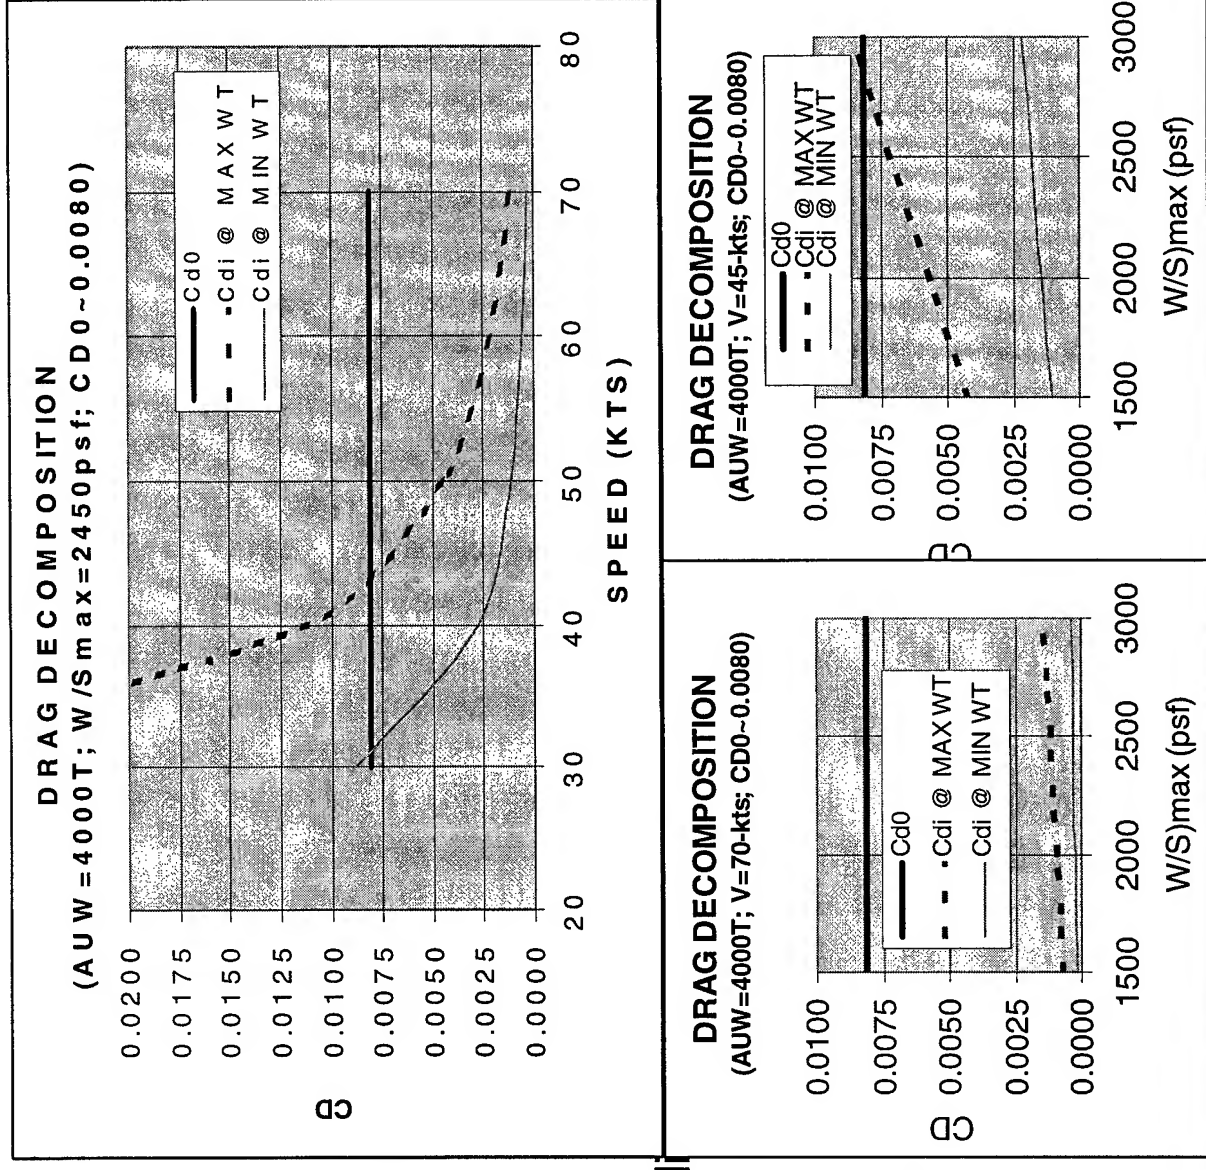 DRAG DECOMPOSITION
(AUW=4000T; W/Smax=2450psf; CD0~0.0080)
0.0200
0.0175
0.0150
0.0125
0.0100
0.0075
0.0050
0.0025
0.0000
CD
Cd0
Cdi @ MAX WT
Cdi @ MIN WT
20 30 40 50 60 70 80
SPEED (KTS)
DRAG DECOMPOSITION
(AUW=4000T; V=70-kts; CD0~0.0080)
0.0100
0.0075
0.0050
0.0025
0.0000
CD
Cd0
Cdi @ MAX WT
Cdi @ MIN WT
1500 2000 2500 3000
W/S)max (psf)
DRAG DECOMPOSITION
(AUW=4000T; V=45-kts; CD0~0.0080)
0.0100
0.0075
0.0050
0.0025
0.0000
CD
Cd0
Cdi @ MAX WT
Cdi @ MIN WT
1500 2000 2500 3000
W/S)max (psf)